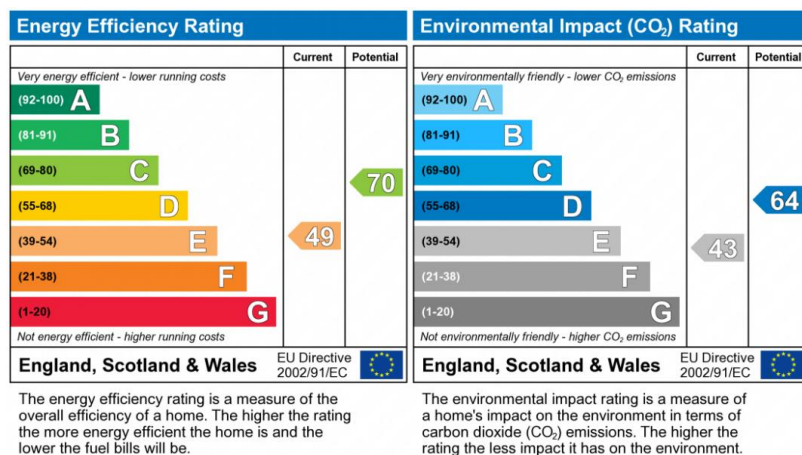 Energy Efficiency Rating
Current Potential
Very energy efficient - lower running costs
(92-100) A
(81-91) B
(69-80) C
(55-68) D
(39-54) E
(21-38) F
(1-20) G
49
70
Not energy efficient - higher running costs
England, Scotland & Wales
EU Directive
2002/91/EC
The energy efficiency rating is a measure of the
overall efficiency of a home. The higher the rating
the more energy efficient the home is and the
lower the fuel bills will be.
Environmental Impact (CO₂) Rating
Current Potential
Very environmentally friendly - lower CO₂ emissions
(92-100) A
(81-91) B
(69-80) C
(55-68) D
(39-54) E
(21-38) F
(1-20) G
43
64
Not environmentally friendly - higher CO₂ emissions
England, Scotland & Wales
EU Directive
2002/91/EC
The environmental impact rating is a measure of
a home's impact on the environment in terms of
carbon dioxide (CO₂) emissions. The higher the
rating the less impact it has on the environment.